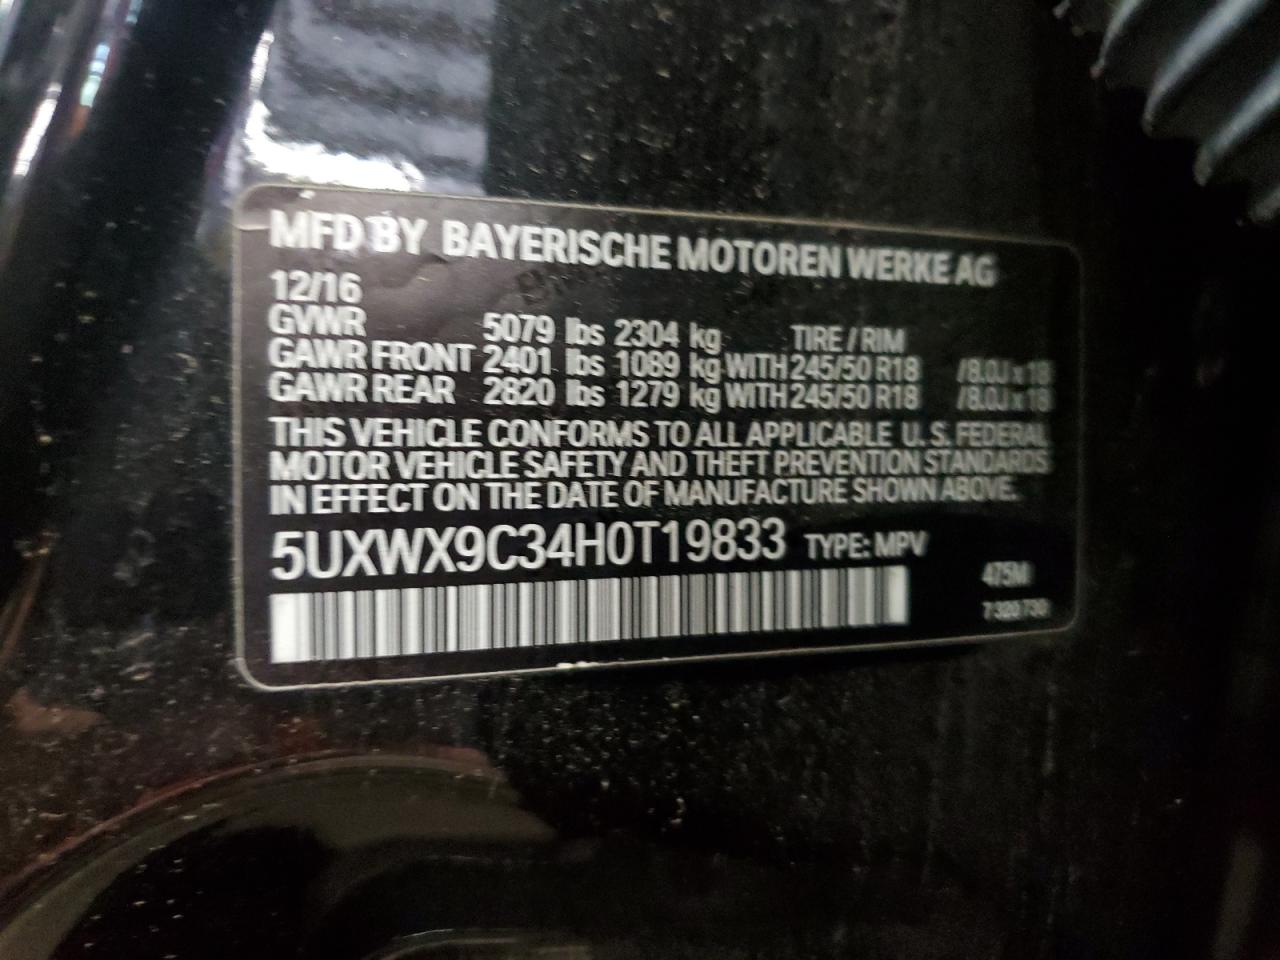 MFD BY BAYERISCHE MOTOREN WERKE AG
12/16
GVWR 5079 lbs 2304 kg TIRE / RIM
GAWR FRONT 2401 lbs 1089 kg WITH 245/50 R18 /8.0J x 18
GAWR REAR 2820 lbs 1279 kg WITH 245/50 R18 /8.0J x 18
THIS VEHICLE CONFORMS TO ALL APPLICABLE U. S. FEDERAL
MOTOR VEHICLE SAFETY AND THEFT PREVENTION STANDARDS
IN EFFECT ON THE DATE OF MANUFACTURE SHOWN ABOVE.
5UXWX9C34H0T19833 TYPE: MPV
475M
7 320 730